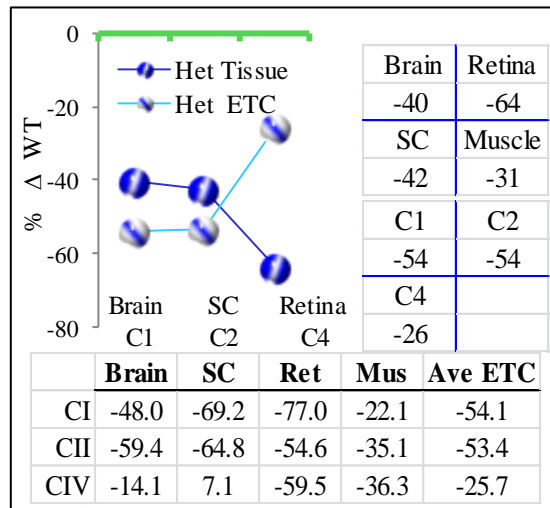 0
-20
-40
-60
-80
% Δ WT
Het Tissue
Het ETC
Brain SC Retina
C1 C2 C4
Brain Retina
-40 -64
SC Muscle
-42 -31
C1 C2
-54 -54
C4
-26
Brain SC Ret Mus Ave ETC
CI -48.0 -69.2 -77.0 -22.1 -54.1
CII -59.4 -64.8 -54.6 -35.1 -53.4
CIV -14.1 7.1 -59.5 -36.3 -25.7